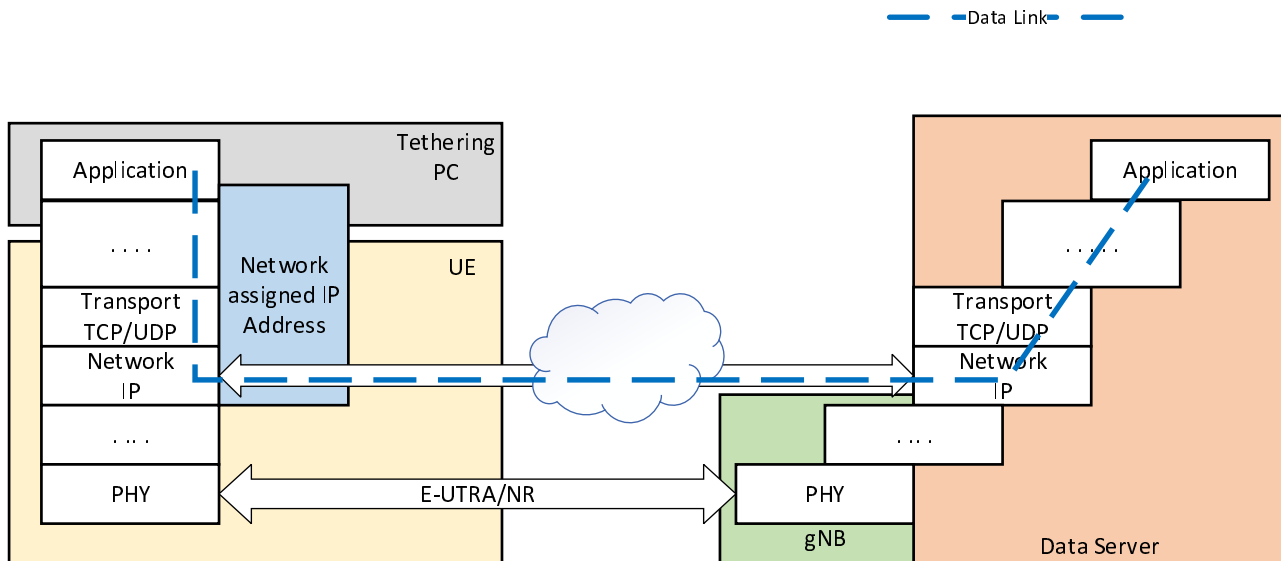 Data Link
Tethering
PC
Application
. . . .
UE
Network
assigned IP
Address
Transport
TCP/UDP
Network
IP
. . . .
PHY
E-UTRA/NR
Application
. . . . .
Transport
TCP/UDP
Network
IP
. . . .
PHY
gNB
Data Server